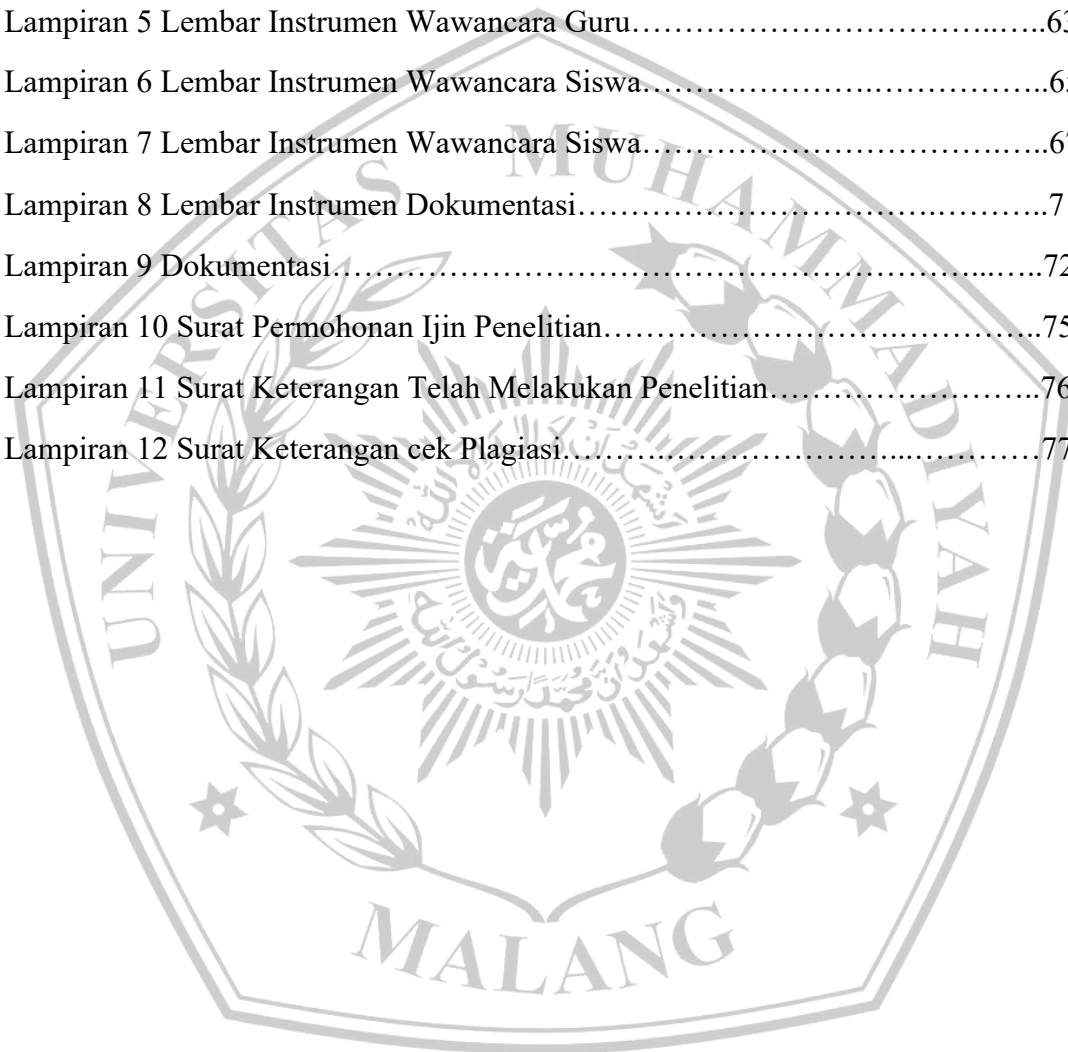 Lampiran 5 Lembar Instrumen Wawancara Guru…………………………..…..63
Lampiran 6 Lembar Instrumen Wawancara Siswa………………….……………..
Lampiran 7 Lembar Instrumen Wawancara Siswa…………………………….…..67
Lampiran 8 Lembar Instrumen Dokumentasi…………………………….………..7
Lampiran 9 Dokumentasi…………………………………………………...…..72
Lampiran 10 Surat Permohonan Ijin Penelitian……………………..…………..75
Lampiran 11 Surat Keterangan Telah Melakukan Penelitian…………………..76
Lampiran 12 Surat Keterangan cek Plagiasi…….……………………...…………77
UNIVERSITAS MUHAMMADIYAH
MALANG